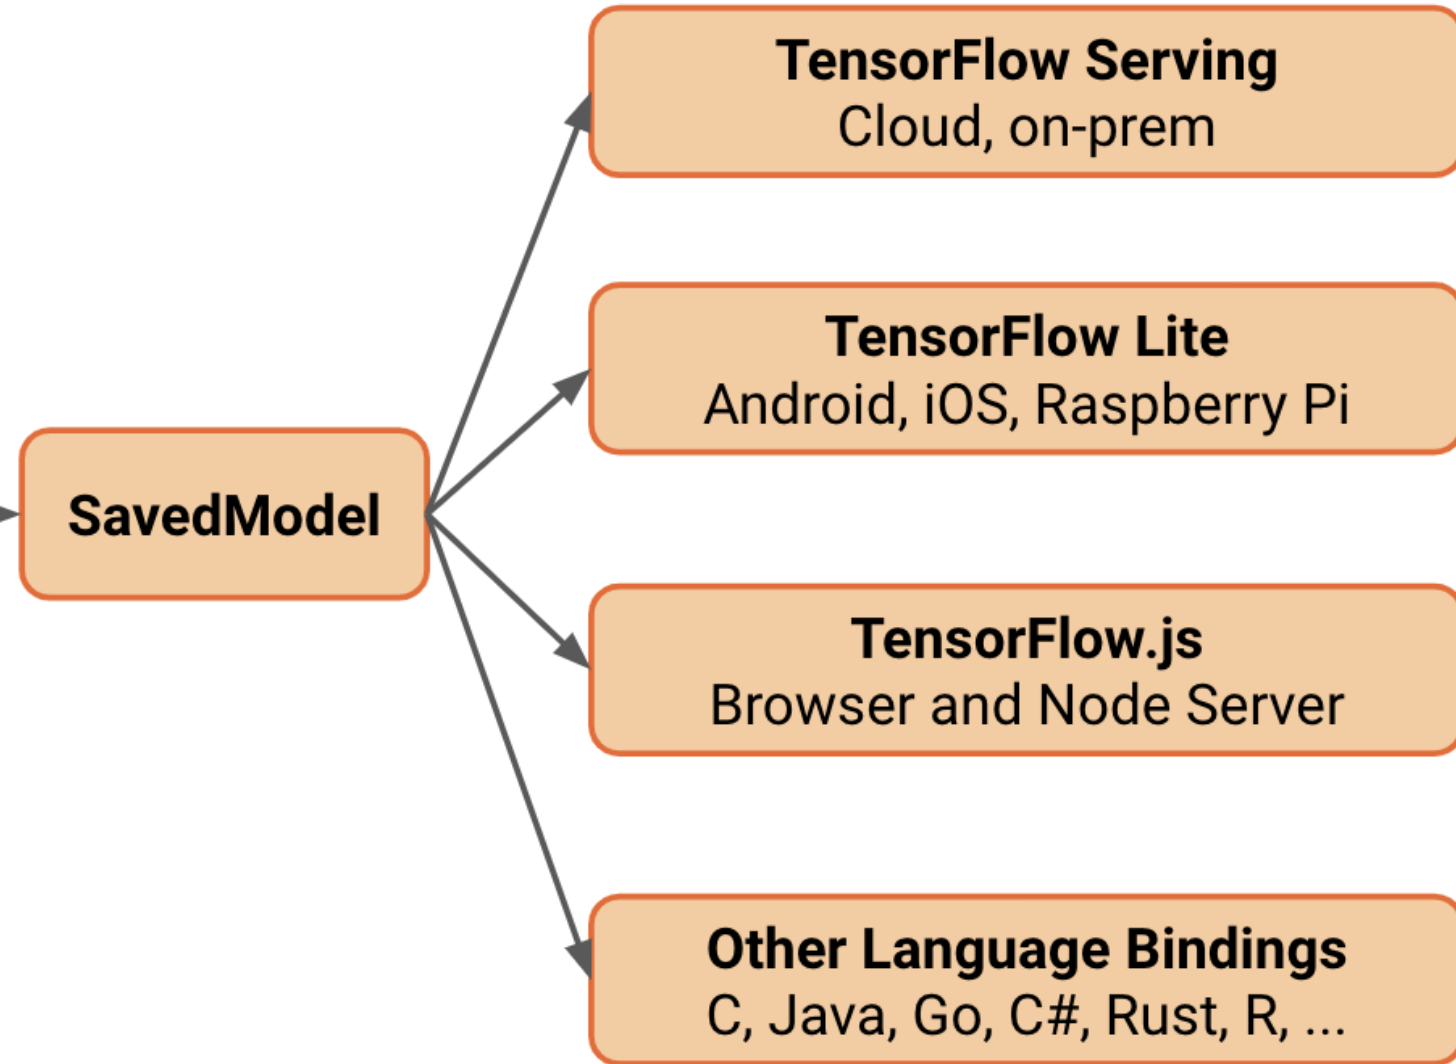 TensorFlow Serving
Cloud, on-prem
TensorFlow Lite
Android, iOS, Raspberry Pi
SavedModel
TensorFlow.js
Browser and Node Server
Other Language Bindings
C, Java, Go, C#, Rust, R, ...